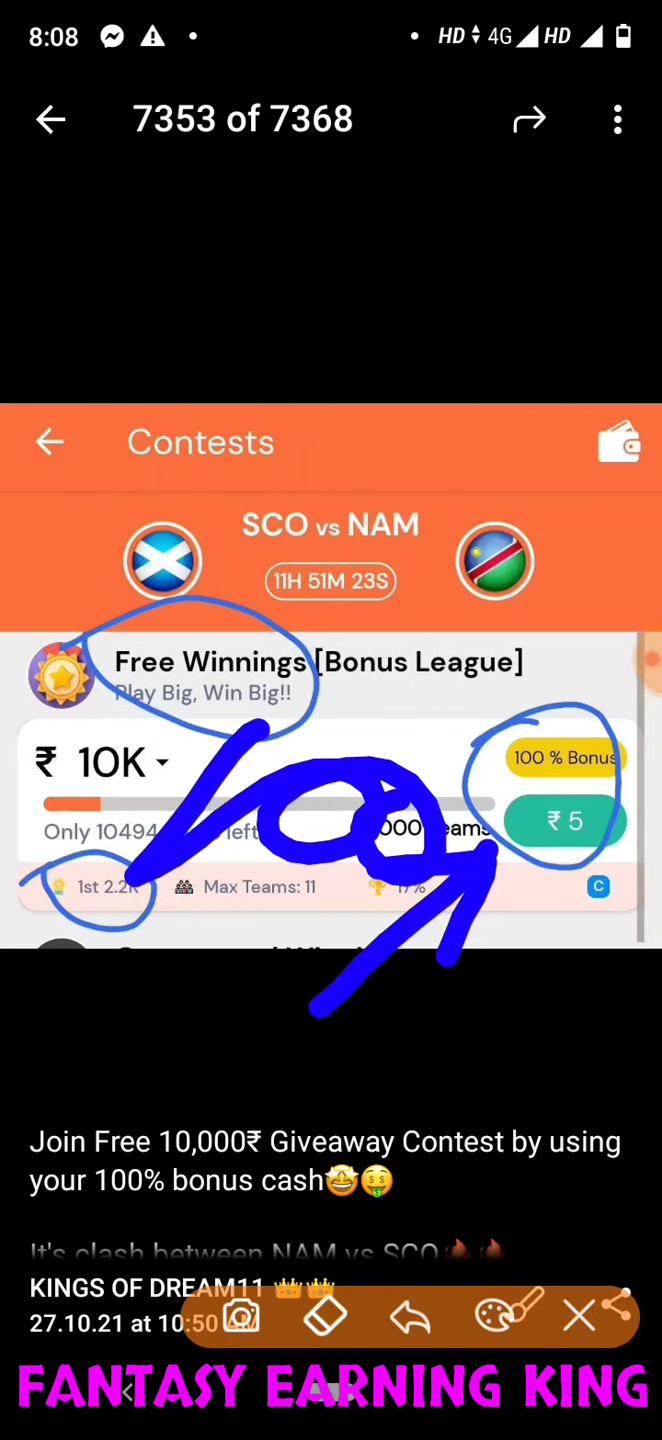 8:08 HD 4G HD
7353 of 7368
Contests
SCO vs NAM
11H 51M 23S
Free Winnings [Bonus League]
Play Big, Win Big!!
₹ 10K
100 % Bonus
₹ 5
Only 10494 left
1st 2.2K Max Teams: 11 17% C
Join Free 10,000₹ Giveaway Contest by using
your 100% bonus cash🤩🤑
It's clash between NAM vs SCO🔥🔥
KINGS OF DREAM11 👑👑
27.10.21 at 10:50 AM
FANTASY EARNING KING